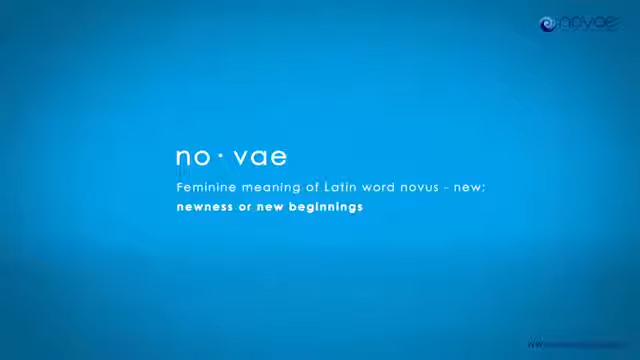 novae
no · vae
Feminine meaning of Latin word novus - new;
newness or new beginnings